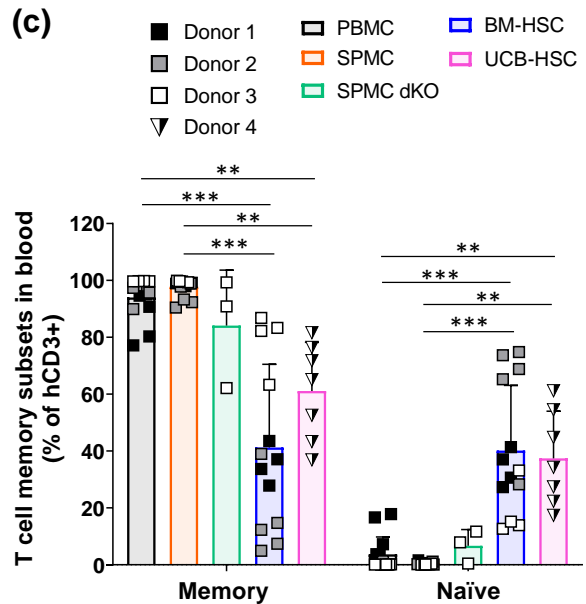 (c)
Donor 1
Donor 2
Donor 3
Donor 4
PBMC
SPMC
SPMC dKO
BM-HSC
UCB-HSC
T cell memory subsets in blood
(% of hCD3+)
120
100
80
60
40
20
0
**
***
**
***
**
***
**
***
Memory
Naïve